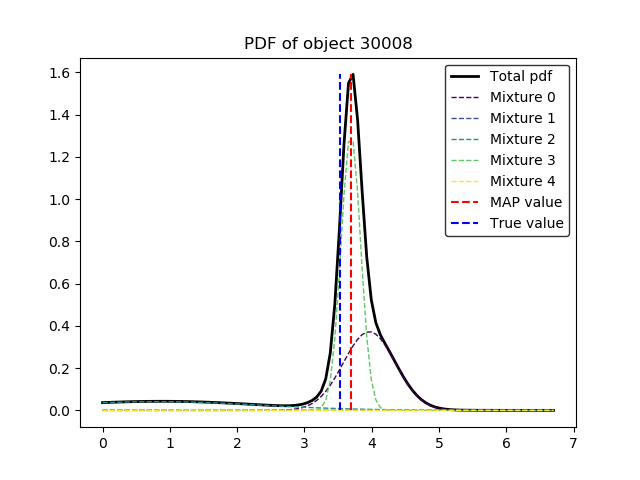 PDF of object 30008
Total pdf
Mixture 0
Mixture 1
Mixture 2
Mixture 3
Mixture 4
MAP value
True value
1.6
1.4
1.2
1.0
0.8
0.6
0.4
0.2
0.0
0 1 2 3 4 5 6 7